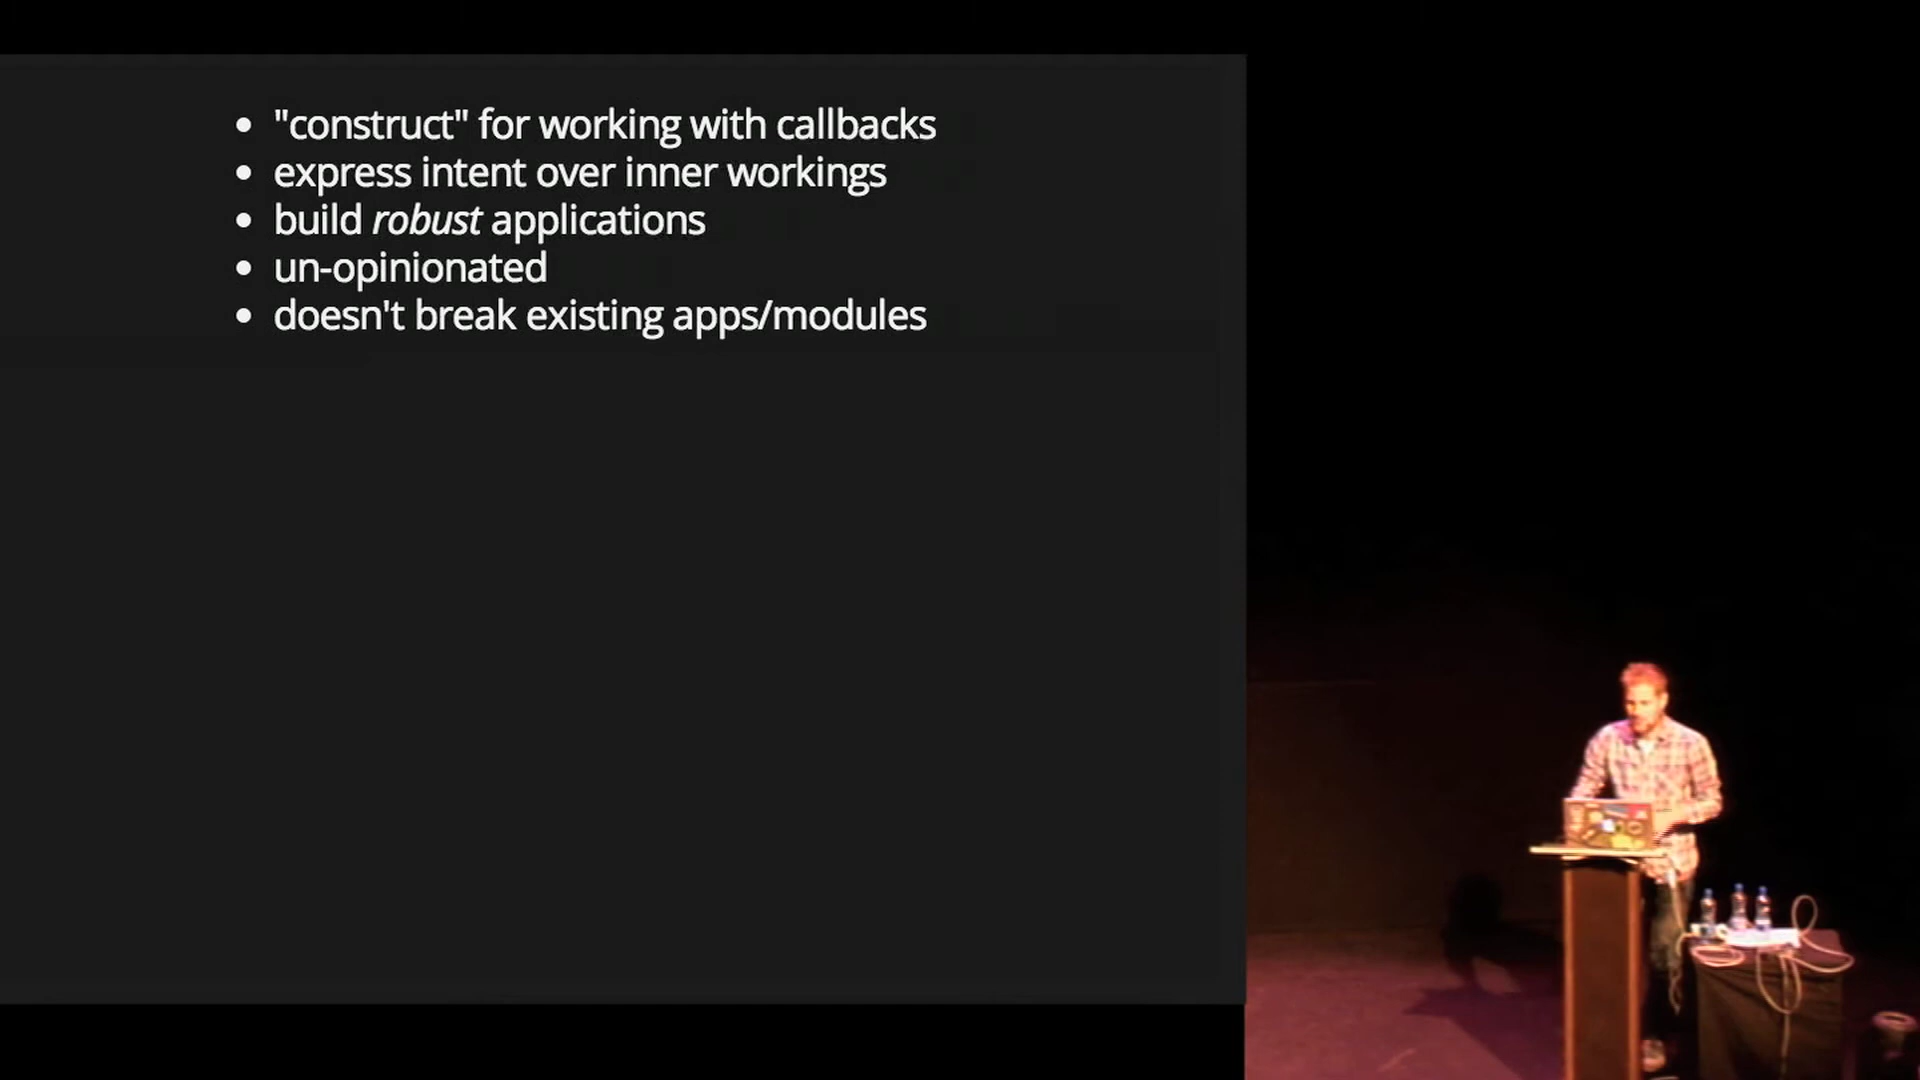 "construct" for working with callbacks
express intent over inner workings
build robust applications
un-opinionated
doesn't break existing apps/modules